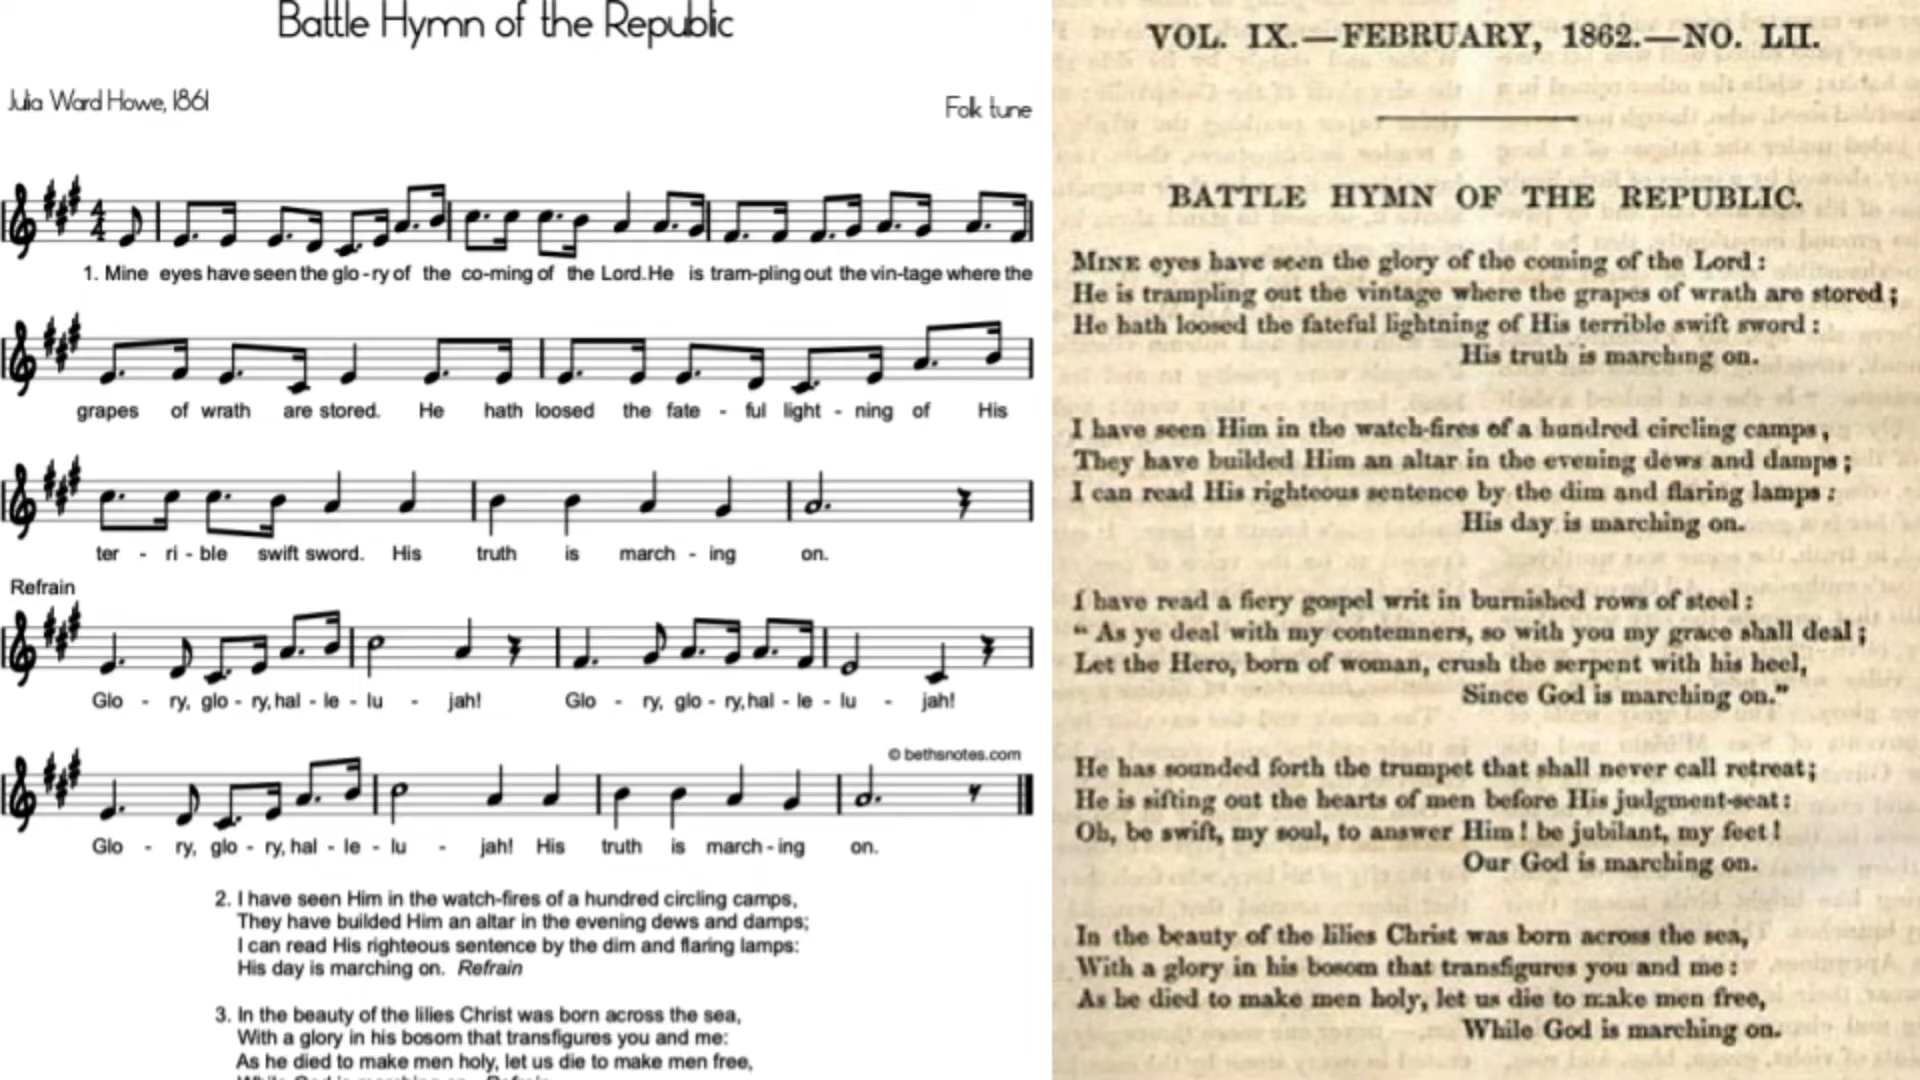 Battle Hymn of the Republic
Julia Ward Howe, 1861
Folk tune
1. Mine eyes have seen the glo - ry of the co-ming of the Lord. He is tram-pling out the vin-tage where the
grapes of wrath are stored. He hath loosed the fate - ful light - ning of His
ter - ri - ble swift sword. His truth is march - ing on.
Refrain
Glo - ry, glo - ry, hal - le - lu - jah! Glo - ry, glo - ry, hal - le - lu - jah!
© bethsnotes.com
Glo - ry, glo - ry, hal - le - lu - jah! His truth is march - ing on.
2. I have seen Him in the watch-fires of a hundred circling camps,
They have builded Him an altar in the evening dews and damps;
I can read His righteous sentence by the dim and flaring lamps:
His day is marching on. Refrain
3. In the beauty of the lilies Christ was born across the sea,
With a glory in his bosom that transfigures you and me:
As he died to make men holy, let us die to make men free,
VOL. IX.—FEBRUARY, 1862.—NO. LII.
BATTLE HYMN OF THE REPUBLIC.
MINE eyes have seen the glory of the coming of the Lord:
He is trampling out the vintage where the grapes of wrath are stored;
He hath loosed the fateful lightning of His terrible swift sword:
His truth is marching on.
I have seen Him in the watch-fires of a hundred circling camps,
They have builded Him an altar in the evening dews and damps;
I can read His righteous sentence by the dim and flaring lamps:
His day is marching on.
I have read a fiery gospel writ in burnished rows of steel:
"As ye deal with my contemners, so with you my grace shall deal;
Let the Hero, born of woman, crush the serpent with his heel,
Since God is marching on."
He has sounded forth the trumpet that shall never call retreat;
He is sifting out the hearts of men before His judgment-seat:
Oh, be swift, my soul, to answer Him! be jubilant, my feet!
Our God is marching on.
In the beauty of the lilies Christ was born across the sea,
With a glory in his bosom that transfigures you and me:
As he died to make men holy, let us die to make men free,
While God is marching on.